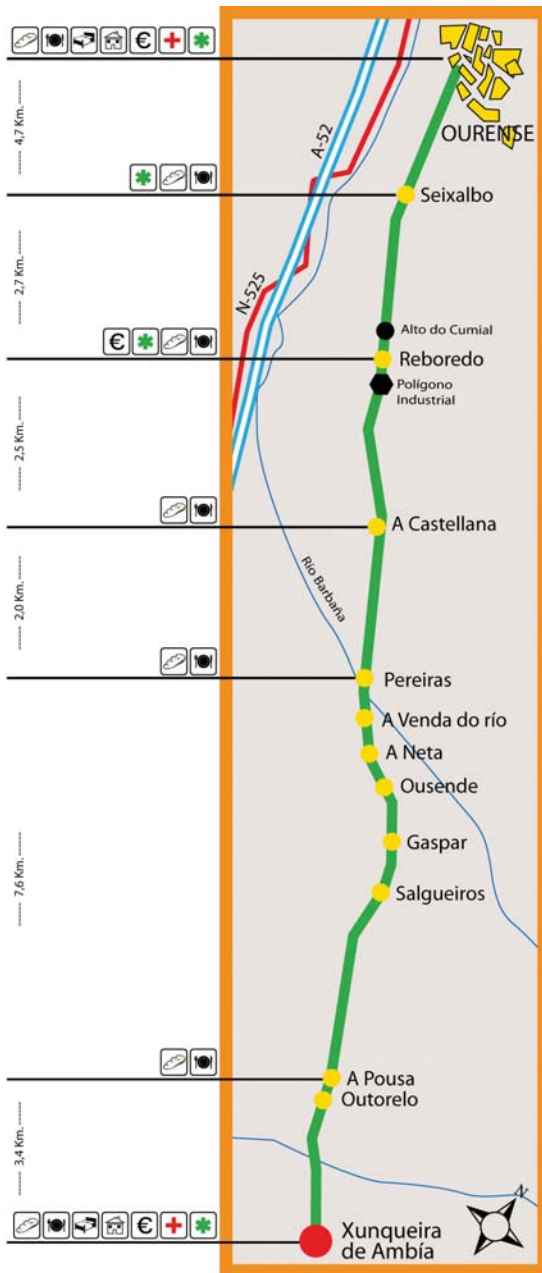 €
4,7 Km.
OURENSE
A-52
Seixalbo
2,7 Km.
N-525
Alto do Cumial
€
Reboredo
Polígono
Industrial
2,5 Km.
A Castellana
Río Barbaña
2,0 Km.
Pereiras
A Venda do río
A Neta
Ousende
Gaspar
7,6 Km.
Salgueiros
A Pousa
Outorelo
3,4 Km.
N
€
Xunqueira
de Ambía